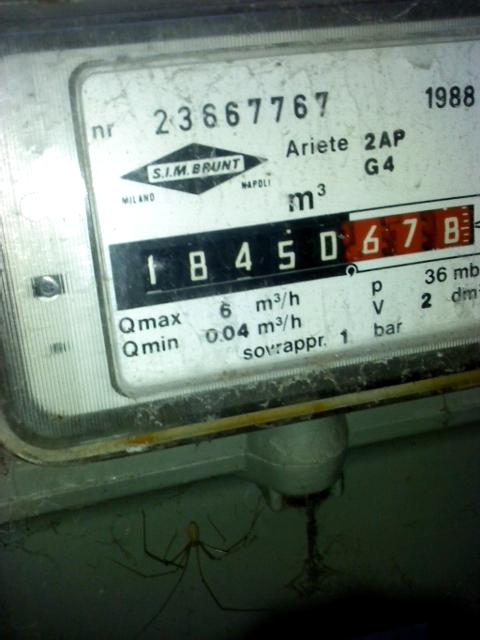 nr 23667767 1988
S.I.M. BRUNT
MILANO NAPOLI
Ariete 2AP
G4
m³
18450678
Qmax 6 m³/h
Qmin 0.04 m³/h
p 36 mb
V 2 dm
sovrappr. 1 bar